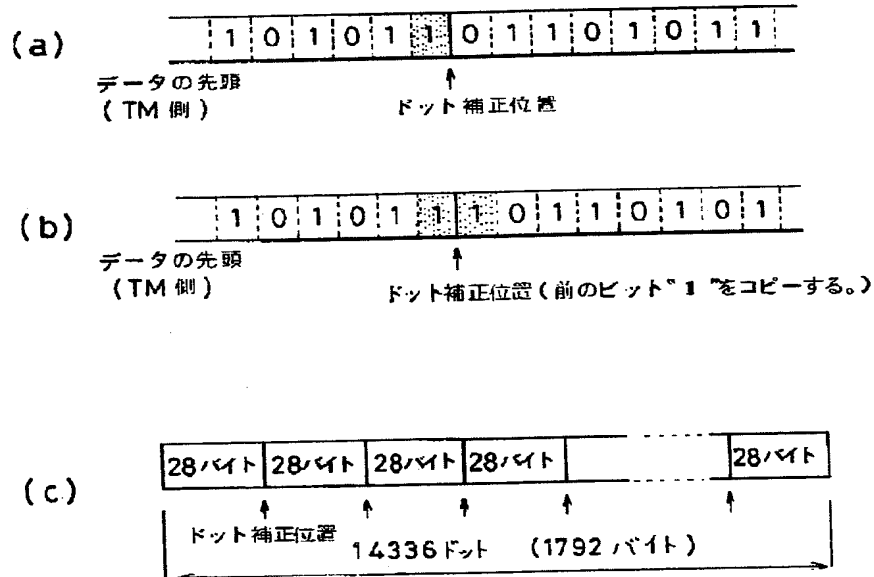 (a)
1 0 1 0 1 1 0 1 1 0 1 0 1 1
データの先頭
(TM側)
ドット補正位置
(b)
1 0 1 0 1 1 1 0 1 1 0 1 0 1
データの先頭
(TM側)
ドット補正位置(前のビット“1”をコピーする。)
(c)
28バイト 28バイト 28バイト 28バイト 28バイト
ドット補正位置
14336ドット (1792バイト)